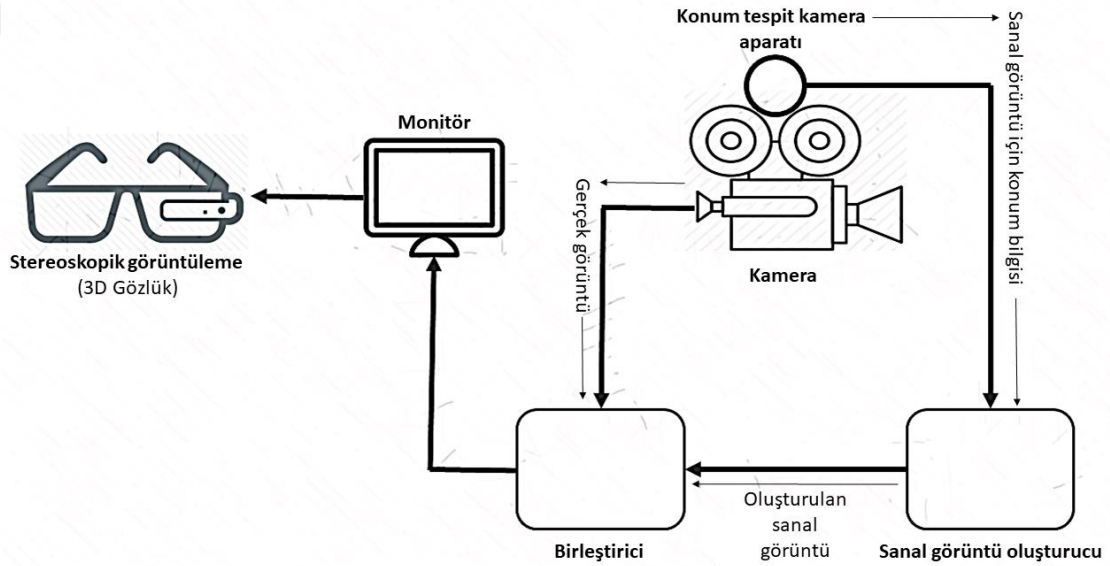 Konum tespit kamera
aparatı
Sanal görüntü için konum bilgisi
Monitör
Gerçek görüntü
Stereoskopik görüntüleme
(3D Gözlük)
Kamera
Oluşturulan
sanal
görüntü
Birleştirici
Sanal görüntü oluşturucu